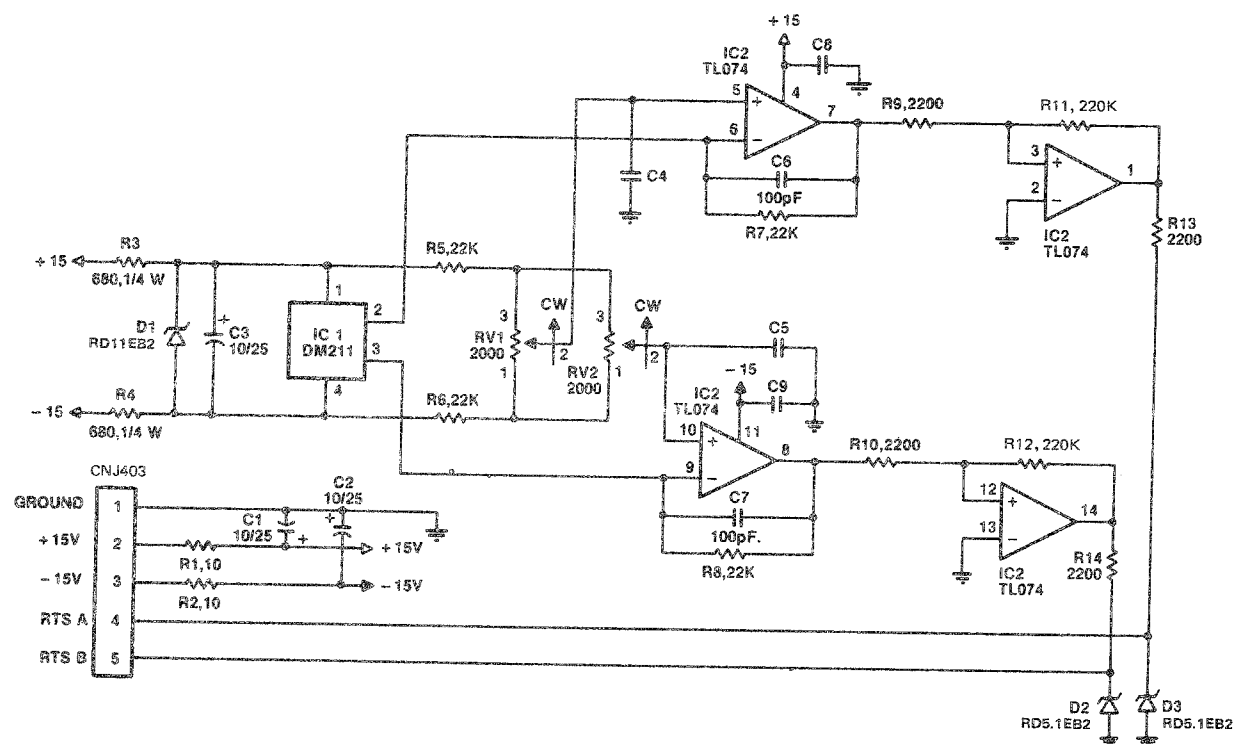 + 15
C8
IC2
TL074
4
5
+
7
6
−
R9,2200
R11, 220K
C6
100pF
R7,22K
C4
3
+
1
2
−
IC2
TL074
R13
2200
R3
+ 15
680,1/4 W
R5,22K
1
2
D1
RD11EB2
+
C3
10/25
IC 1
DM211
3
4
3
CW
RV1
2000
2
1
3
CW
RV2
2000
2
1
C5
− 15
C9
R4
− 15
680,1/4 W
R6,22K
IC2
TL074
10
+
11
8
9
−
R10,2200
R12, 220K
C7
100pF.
R8,22K
12
+
14
13
−
IC2
TL074
R14
2200
CNJ403
GROUND
1
C1
10/25
+
C2
10/25
+
+ 15V
2
R1,10
+ 15V
− 15V
3
R2,10
− 15V
RTS A
4
RTS B
5
D2
RD5.1EB2
D3
RD5.1EB2